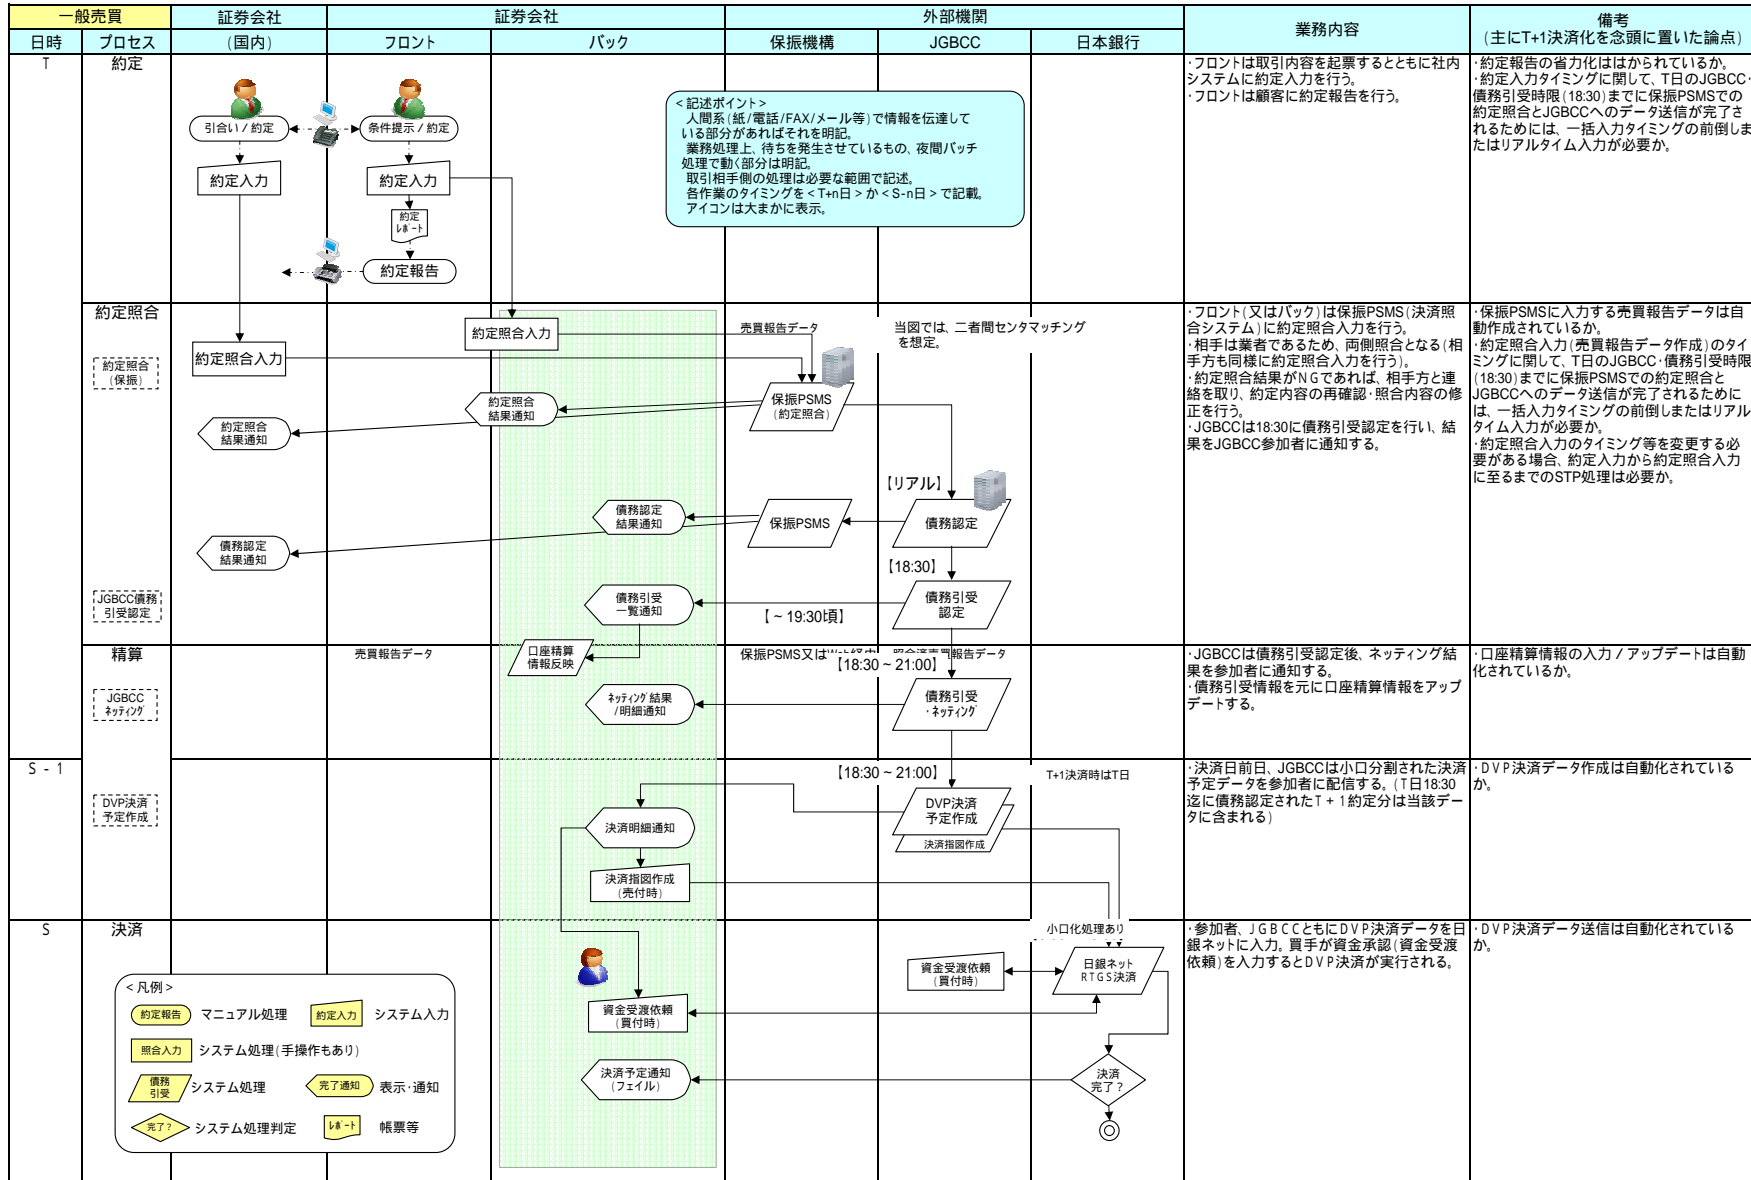 一般売買
証券会社
証券会社
外部機関
業務内容
備考
(主にT+1決済化を念頭に置いた論点)
日時
プロセス
(国内)
フロント
バック
保振機構
JGBCC
日本銀行
T
約定
引合い / 約定
条件提示 / 約定
約定入力
約定入力
約定
ﾚﾎﾟｰﾄ
約定報告
<記述ポイント>
人間系(紙/電話/FAX/メール等)で情報を伝達して
いる部分があればそれを明記。
業務処理上、待ちを発生させているもの、夜間バッチ
処理で動く部分は明記。
取引相手側の処理は必要な範囲で記述。
各作業のタイミングを<T+n日>か<S-n日>で記載。
アイコンは大まかに表示。
・フロントは取引内容を起票するとともに社内
システムに約定入力を行う。
・フロントは顧客に約定報告を行う。
・約定報告の省力化ははかられているか。
・約定入力タイミングに関して、T日のJGBCC・
債務引受時限(18:30)までに保振PSMSでの
約定照合とJGBCCへのデータ送信が完了さ
れるためには、一括入力タイミングの前倒しま
たはリアルタイム入力が必要か。
約定照合
約定照合
(保振)
約定照合入力
約定照合入力
売買報告データ
当図では、二者間センタマッチング
を想定。
保振PSMS
(約定照合)
約定照合
結果通知
約定照合
結果通知
【リアル】
債務認定
結果通知
保振PSMS
債務認定
債務認定
結果通知
【18:30】
JGBCC債務
引受認定
債務引受
一覧通知
【~19:30頃】
債務引受
認定
・フロント(又はバック)は保振PSMS(決済照
合システム)に約定照合入力を行う。
・相手は業者であるため、両側照合となる(相
手方も同様に約定照合入力を行う)。
・約定照合結果がNGであれば、相手方と連
絡を取り、約定内容の再確認・照合内容の修
正を行う。
・JGBCCは18:30に債務引受認定を行い、結
果をJGBCC参加者に通知する。
・保振PSMSに入力する売買報告データは自
動作成されているか。
・約定照合入力(売買報告データ作成)のタイ
ミングに関して、T日のJGBCC・債務引受時限
(18:30)までに保振PSMSでの約定照合と
JGBCCへのデータ送信が完了されるために
は、一括入力タイミングの前倒しまたはリアル
タイム入力が必要か。
・約定照合入力のタイミング等を変更する必
要がある場合、約定入力から約定照合入力
に至るまでのSTP処理は必要か。
精算
売買報告データ
口座精算
情報反映
保振PSMS又は
報告データ
【18:30~21:00】
JGBCC
ﾈｯﾃｨﾝｸﾞ
ﾈｯﾃｨﾝｸﾞ結果
/明細通知
債務引受
・ﾈｯﾃｨﾝｸﾞ
・JGBCCは債務引受認定後、ネッティング結
果を参加者に通知する。
・債務引受情報を元に口座精算情報をアップ
デートする。
・口座精算情報の入力/アップデートは自動
化されているか。
S-1
【18:30~21:00】
T+1決済時はT日
DVP決済
予定作成
決済明細通知
DVP決済
予定作成
決済指図作成
決済指図作成
(売付時)
・決済日前日、JGBCCは小口分割された決済
予定データを参加者に配信する。(T日18:30
迄に債務認定されたT+1約定分は当該デー
タに含まれる)
・DVP決済データ作成は自動化されている
か。
S
決済
小口化処理あり
資金受渡依頼
(買付時)
日銀ネット
RTGS決済
資金受渡依頼
(買付時)
決済予定通知
(フェイル)
決済
完了?
・参加者、JGBCCともにDVP決済データを日
銀ネットに入力。買手が資金承認(資金受渡
依頼)を入力するとDVP決済が実行される。
・DVP決済データ送信は自動化されている
か。
<凡例>
約定報告
マニュアル処理
約定入力
システム入力
照合入力
システム処理(手操作もあり)
債務
引受
システム処理
完了通知
表示・通知
完了?
システム処理判定
ﾚﾎﾟｰﾄ
帳票等